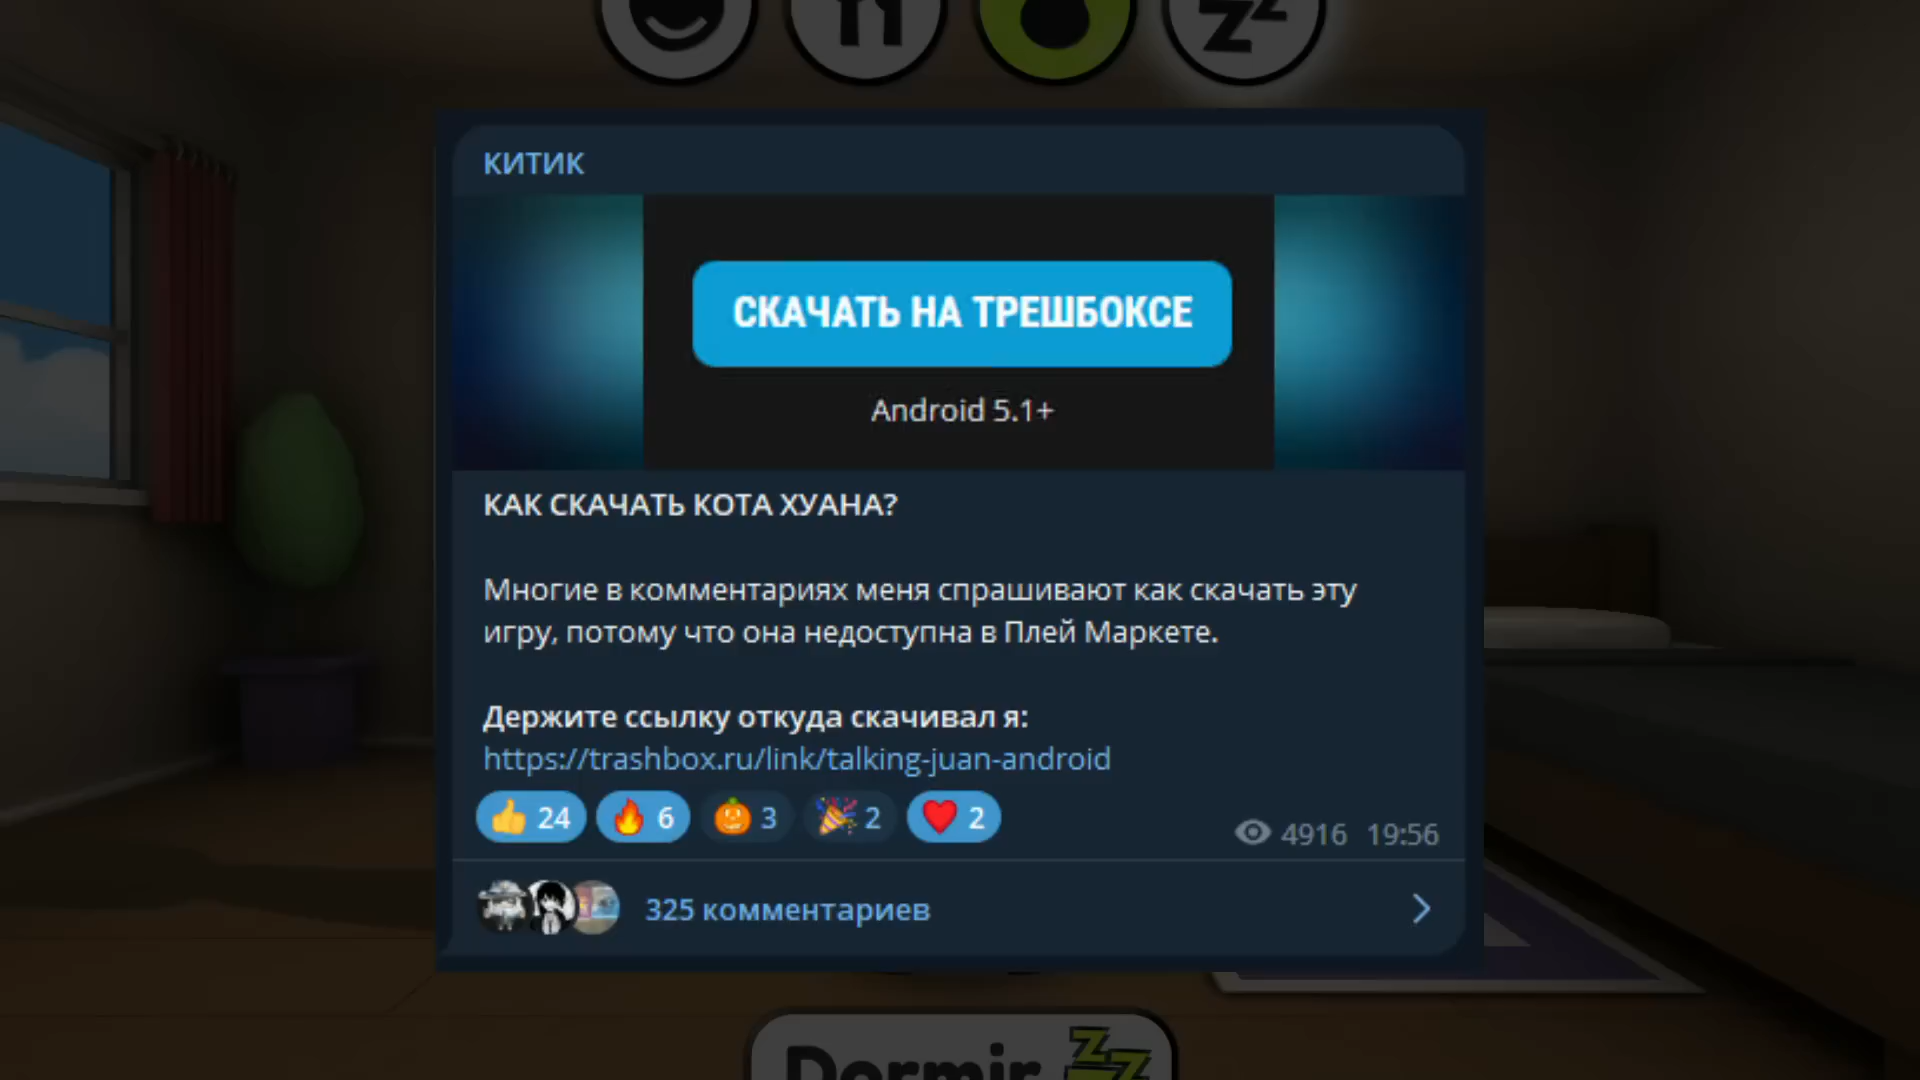 КИТИК
СКАЧАТЬ НА ТРЕШБОКСЕ
Android 5.1+
КАК СКАЧАТЬ КОТА ХУАНА?
Многие в комментариях меня спрашивают как скачать эту
игру, потому что она недоступна в Плей Маркете.
Держите ссылку откуда скачивал я:
https://trashbox.ru/link/talking-juan-android
24 6 3 2 2
4916 19:56
325 комментариев
Dormir